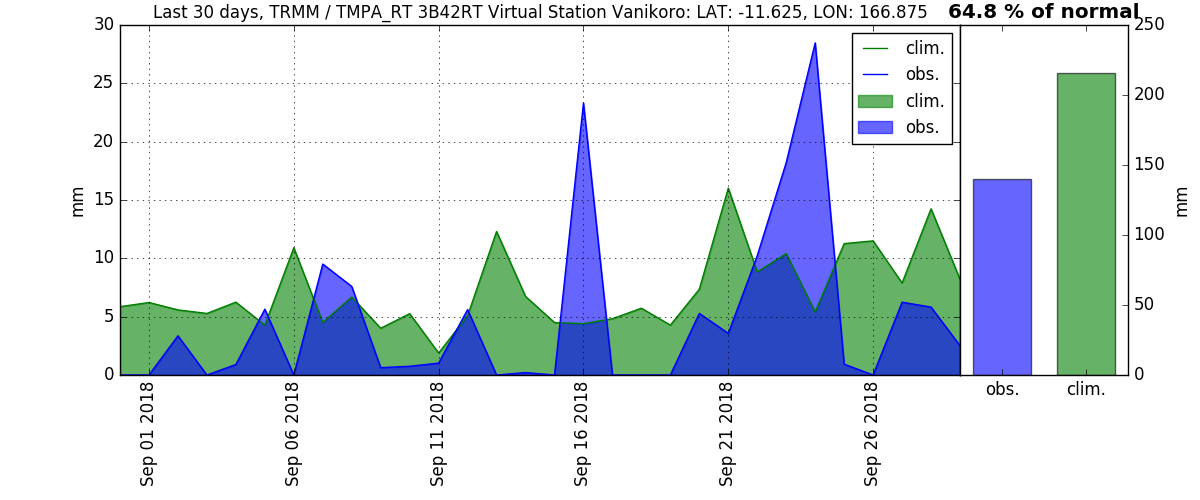 Last 30 days, TRMM / TMPA_RT 3B42RT Virtual Station Vanikoro: LAT: -11.625, LON: 166.875
64.8 % of normal
30
25
20
15
10
5
0
mm
clim.
obs.
clim.
obs.
Sep 01 2018
Sep 06 2018
Sep 11 2018
Sep 16 2018
Sep 21 2018
Sep 26 2018
250
200
150
100
50
0
mm
obs.
clim.